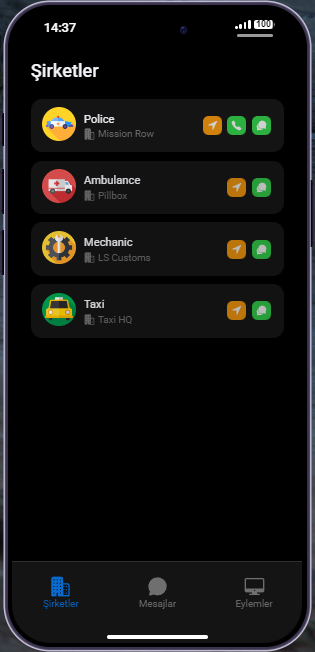 14:37
100
Şirketler
Police
Mission Row
Ambulance
Pillbox
Mechanic
LS Customs
Taxi
Taxi HQ
Şirketler
Mesajlar
Eylemler